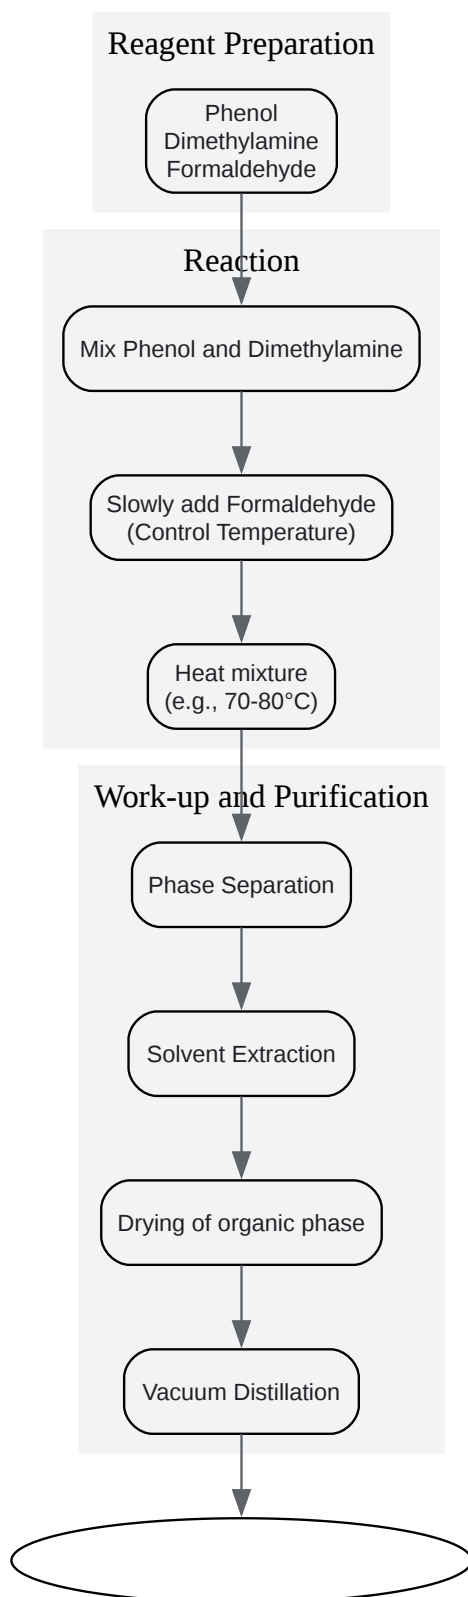 Reagent Preparation
Phenol
Dimethylamine
Formaldehyde
Reaction
Mix Phenol and Dimethylamine
Slowly add Formaldehyde
(Control Temperature)
Heat mixture
(e.g., 70-80°C)
Work-up and Purification
Phase Separation
Solvent Extraction
Drying of organic phase
Vacuum Distillation